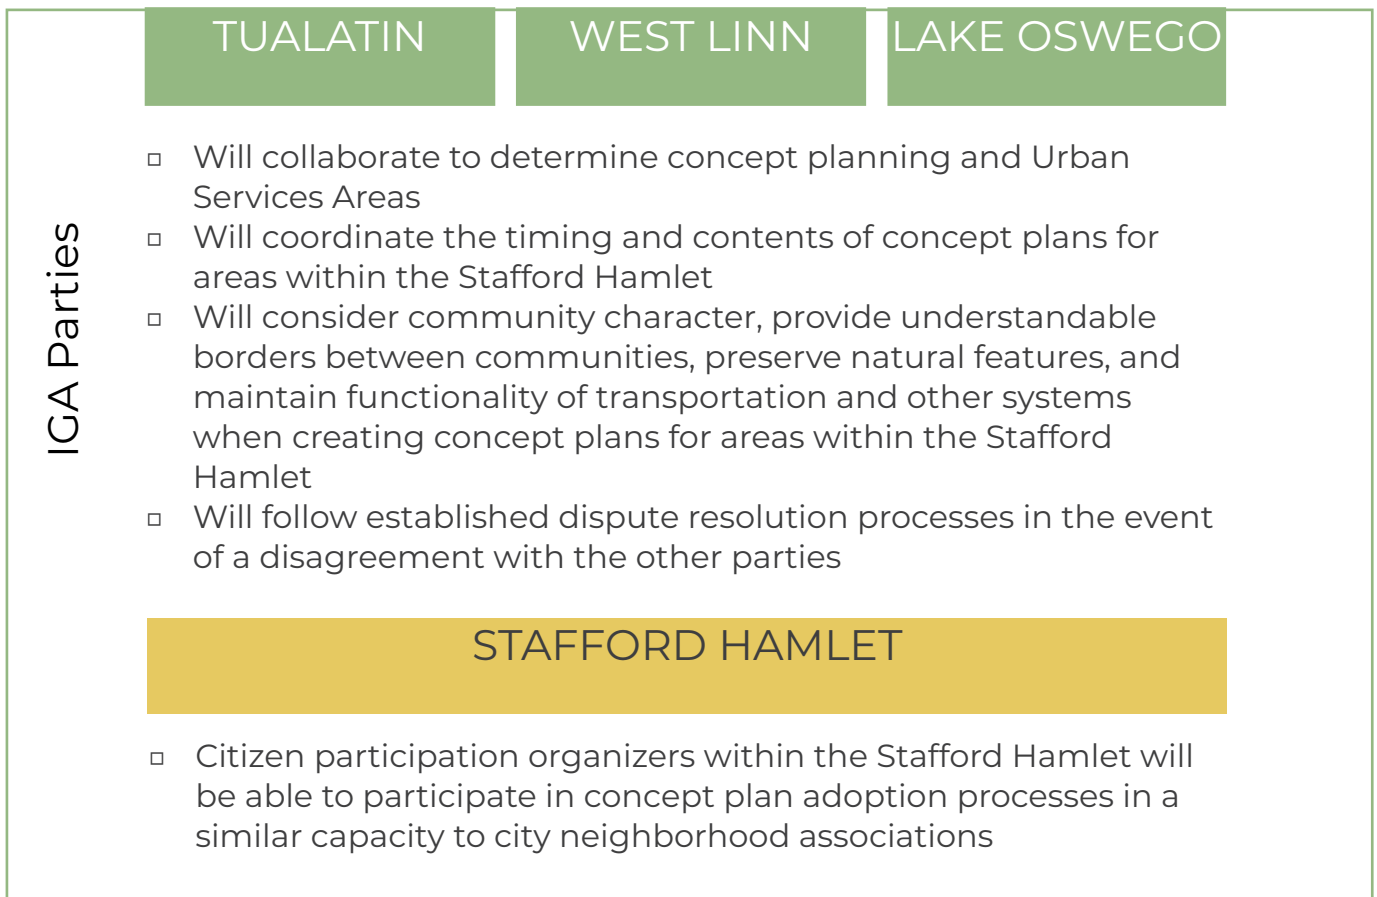 TUALATIN
WEST LINN
LAKE OSWEGO
IGA Parties
Will collaborate to determine concept planning and Urban
Services Areas
Will coordinate the timing and contents of concept plans for
areas within the Stafford Hamlet
Will consider community character, provide understandable
borders between communities, preserve natural features, and
maintain functionality of transportation and other systems
when creating concept plans for areas within the Stafford
Hamlet
Will follow established dispute resolution processes in the event
of a disagreement with the other parties
STAFFORD HAMLET
Citizen participation organizers within the Stafford Hamlet will
be able to participate in concept plan adoption processes in a
similar capacity to city neighborhood associations